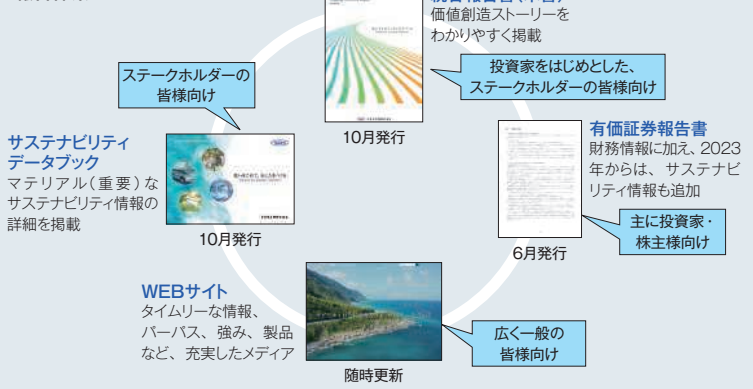 価値創造ストーリーを
わかりやすく掲載
投資家をはじめとした、
ステークホルダーの皆様向け
10月発行
ステークホルダーの
皆様向け
サステナビリティ
データブック
マテリアル(重要)な
サステナビリティ情報の
詳細を掲載
10月発行
有価証券報告書
財務情報に加え、2023
年からは、サステナビ
リティ情報も追加
主に投資家・
株主様向け
6月発行
WEBサイト
タイムリーな情報、
パーパス、強み、製品
など、充実したメディア
広く一般の
皆様向け
随時更新